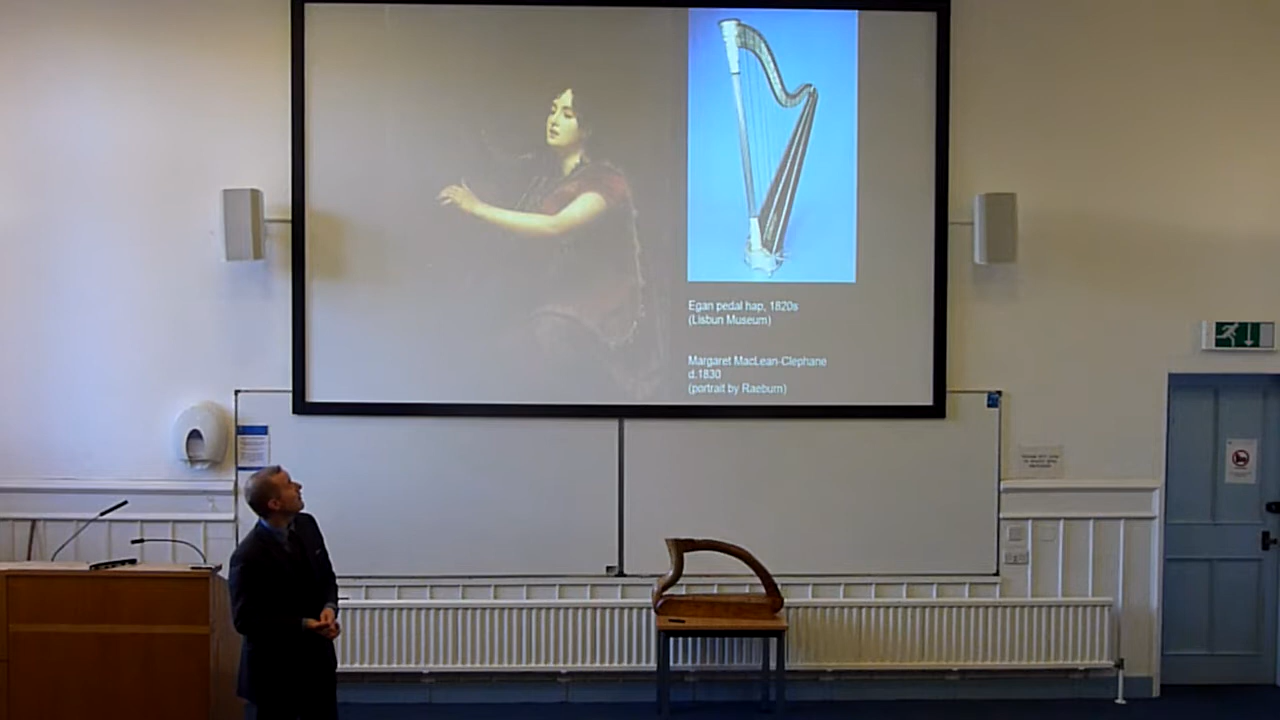 Egan pedal hap, 1820s
(Lisbun Museum)
Margaret MacLean-Clephane
d.1830
(portrait by Raeburn)